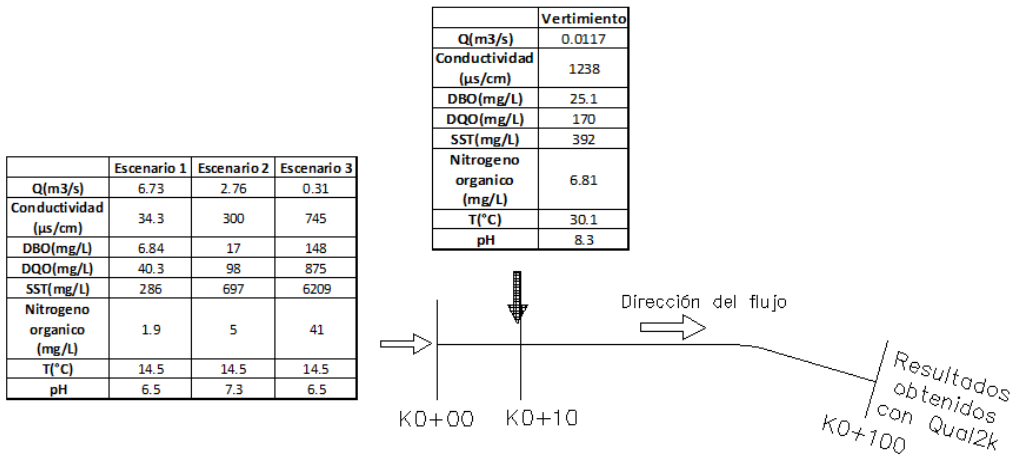 Vertimiento
Q(m3/s) 0.0117
Conductividad
(µs/cm) 1238
DBO(mg/L) 25.1
DQO(mg/L) 170
SST(mg/L) 392
Nitrogeno
organico
(mg/L) 6.81
T(°C) 30.1
pH 8.3
Escenario 1 Escenario 2 Escenario 3
Q(m3/s) 6.73 2.76 0.31
Conductividad
(µs/cm) 34.3 300 745
DBO(mg/L) 6.84 17 148
DQO(mg/L) 40.3 98 875
SST(mg/L) 286 697 6209
Nitrogeno
organico
(mg/L) 1.9 5 41
T(°C) 14.5 14.5 14.5
pH 6.5 7.3 6.5
Dirección del flujo
K0+00
K0+10
K0+100
Resultados
obtenidos
con Qual2k